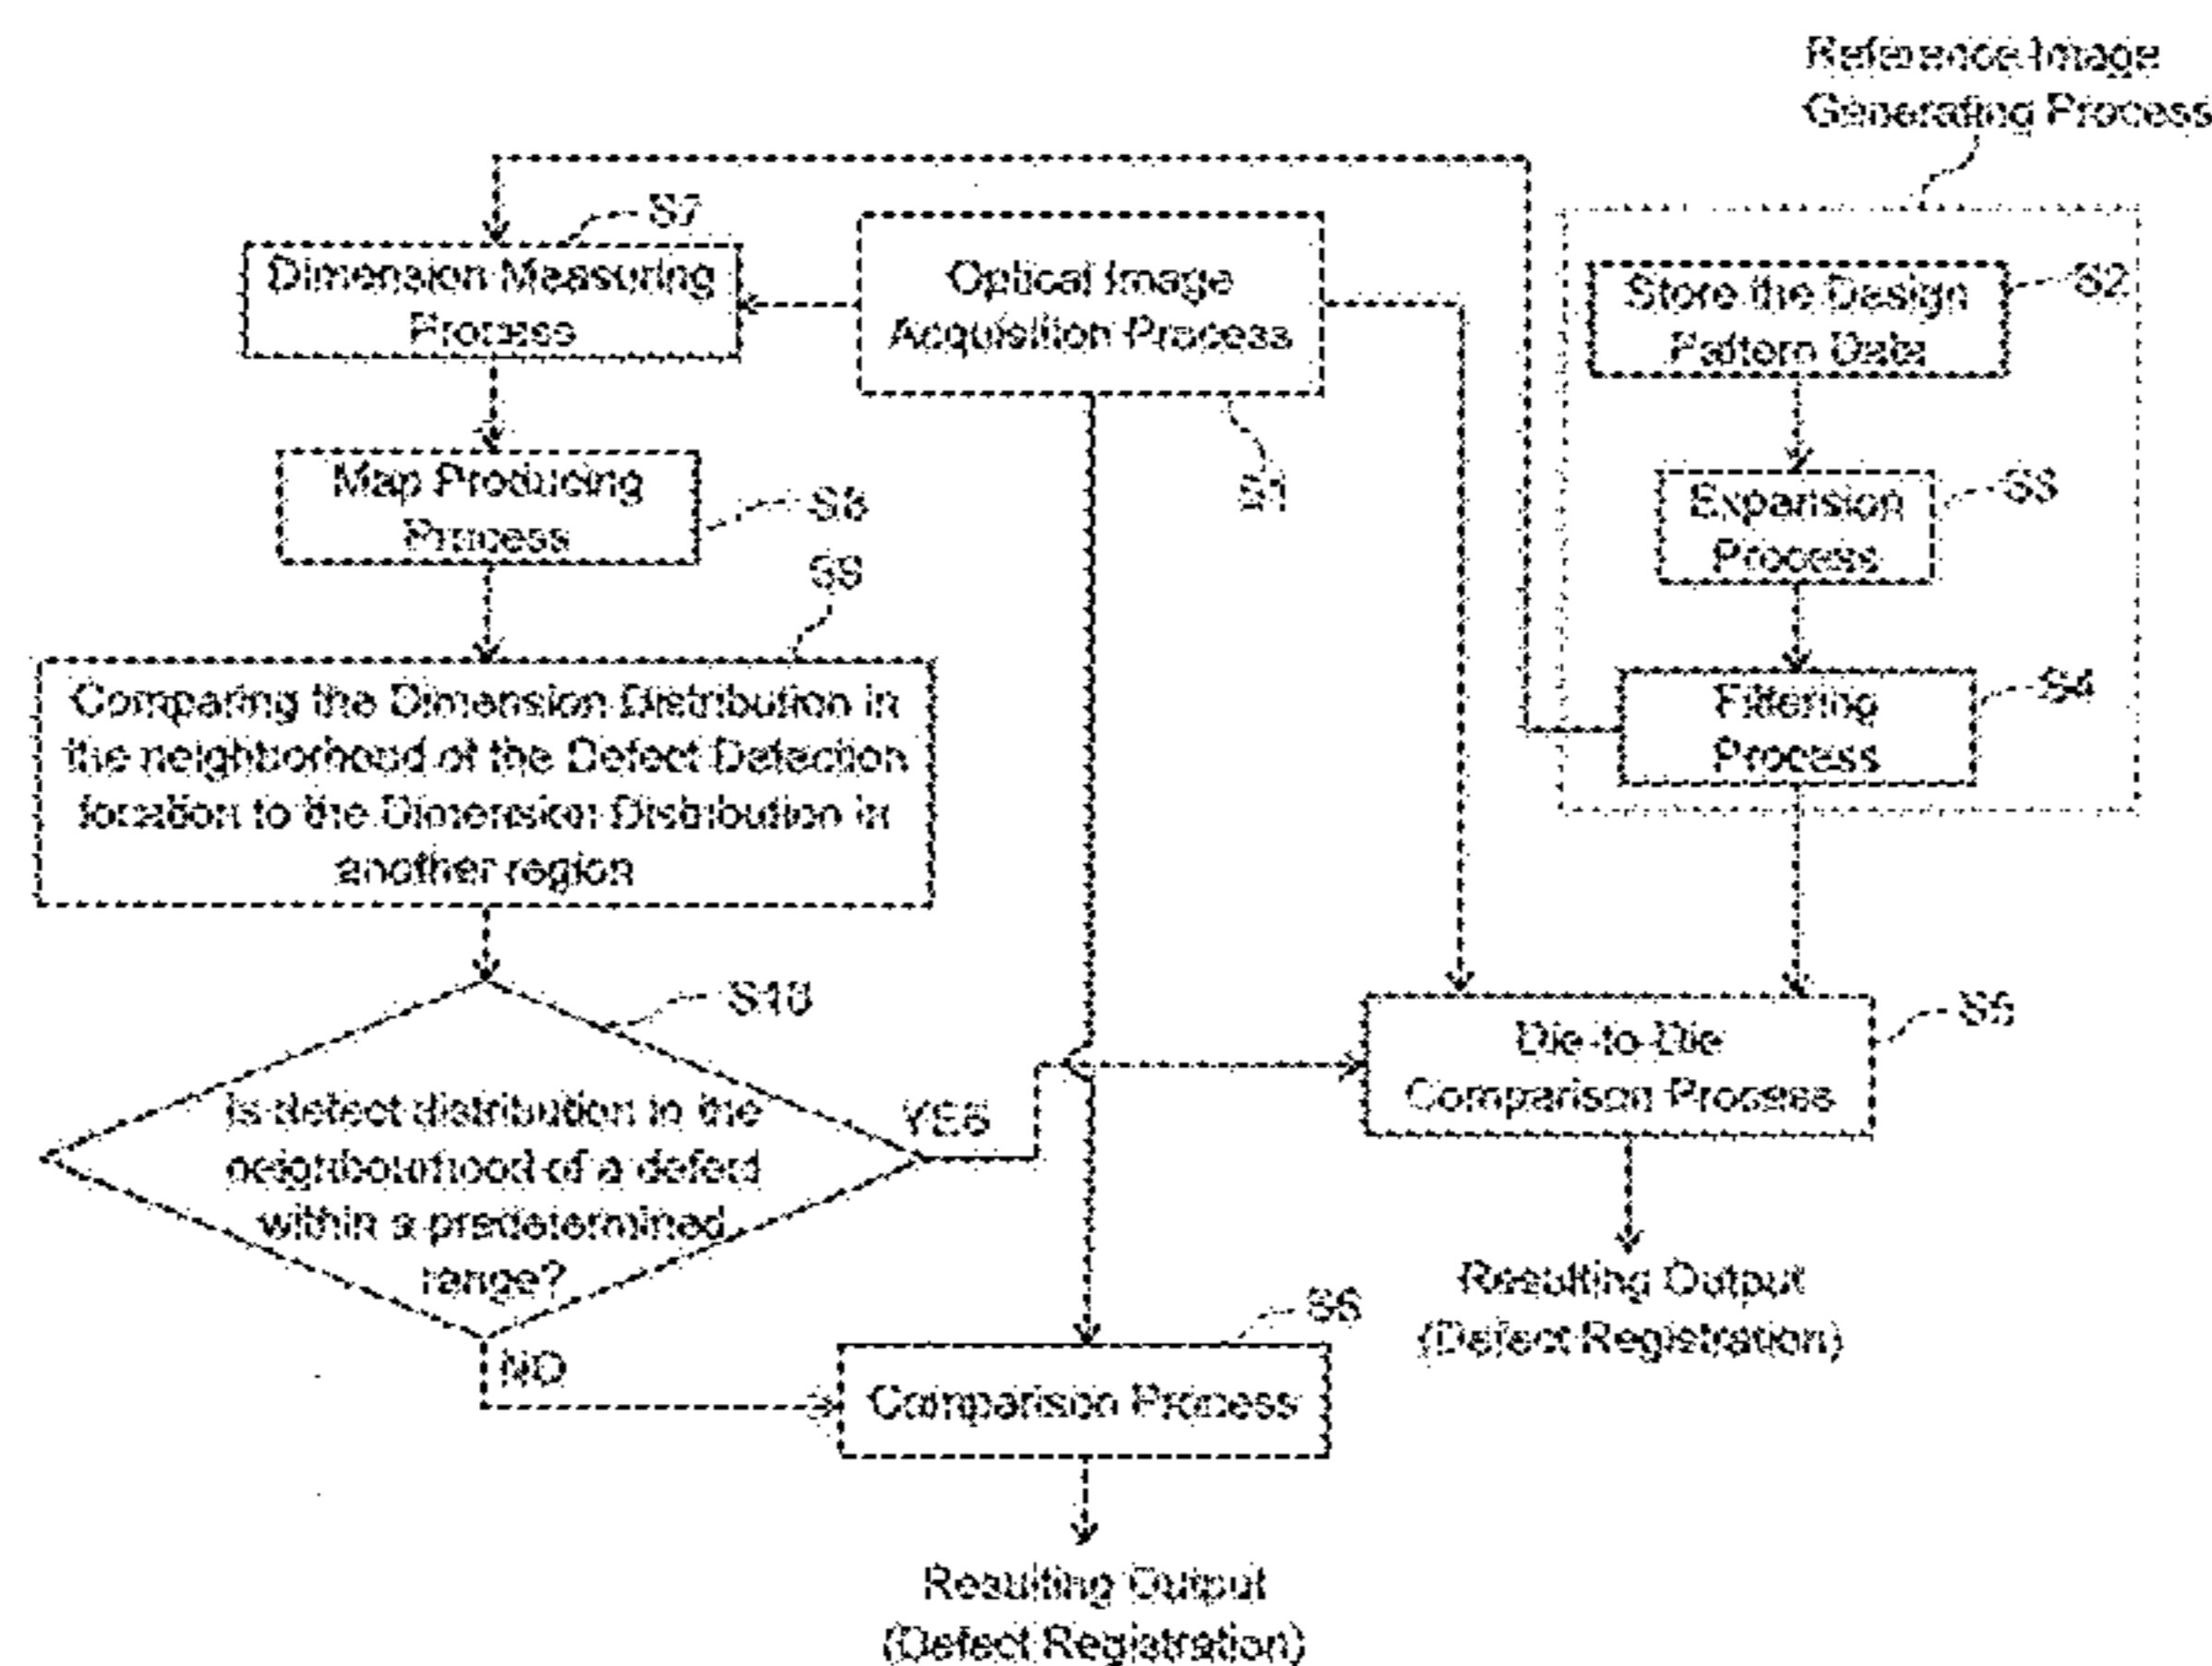 Reference Image
Generating Process
S7
Dimension Measuring
Process
Optical Image
Acquisition Process
S1
Store the Design
Pattern Data
S2
Map Producing
Process
S8
Expansion
Process
S3
S9
Comparing the Dimension Distribution in
the neighborhood of the Defect Detection
location to the Dimension Distribution in
another region
Filtering
Process
S4
S10
Is defect distribution in the
neighbourhood of a defect
within a predetermined
range?
YES
NO
Die-to-Die
Comparison Process
S5
Resulting Output
(Defect Registration)
S6
Comparison Process
Resulting Output
(Defect Registration)